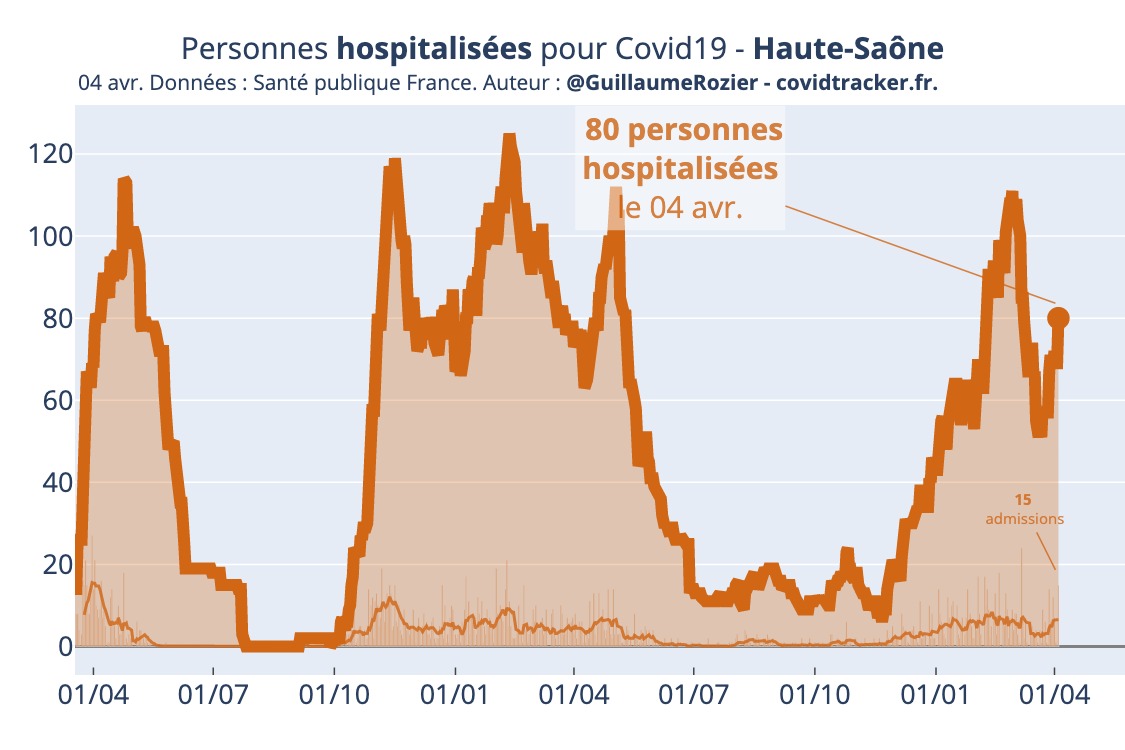 Personnes hospitalisées pour Covid19 - Haute-Saône
04 avr. Données : Santé publique France. Auteur : @GuillaumeRozier - covidtracker.fr.
80 personnes
hospitalisées
le 04 avr.
120
100
80
60
40
20
0
15
admissions
01/04
01/07
01/10
01/01
01/04
01/07
01/10
01/01
01/04